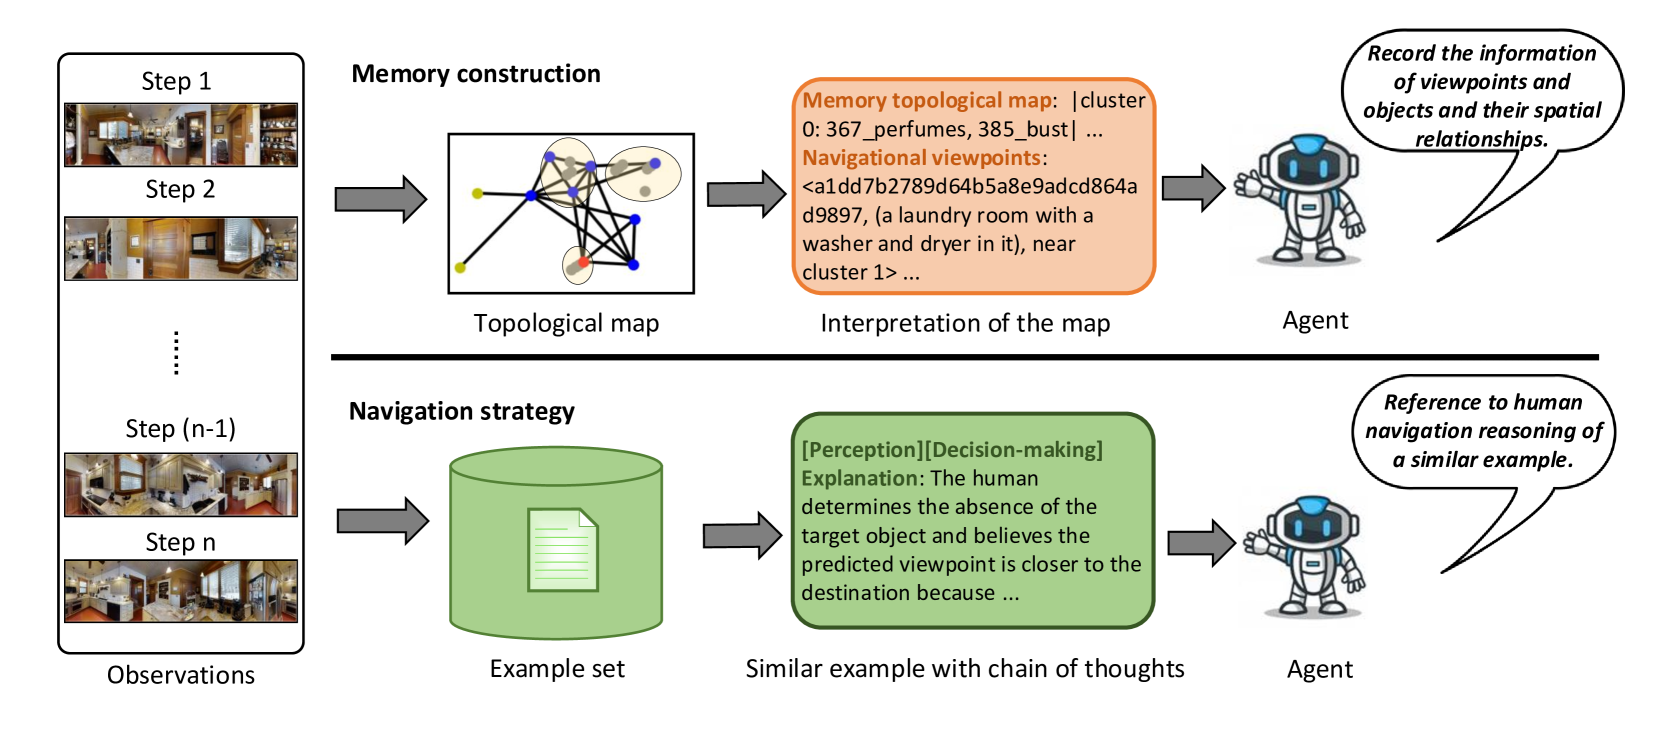 Step 1
Step 2
Step (n-1)
Step n
Observations
Memory construction
Topological map
Memory topological map: |cluster
0: 367_perfumes, 385_bust| ...
Navigational viewpoints:
<a1dd7b2789d64b5a8e9adcd864a
d9897, (a laundry room with a
washer and dryer in it), near
cluster 1> ...
Interpretation of the map
Agent
Record the information
of viewpoints and
objects and their spatial
relationships.
Navigation strategy
Example set
[Perception][Decision-making]
Explanation: The human
determines the absence of the
target object and believes the
predicted viewpoint is closer to the
destination because ...
Similar example with chain of thoughts
Agent
Reference to human
navigation reasoning of
a similar example.